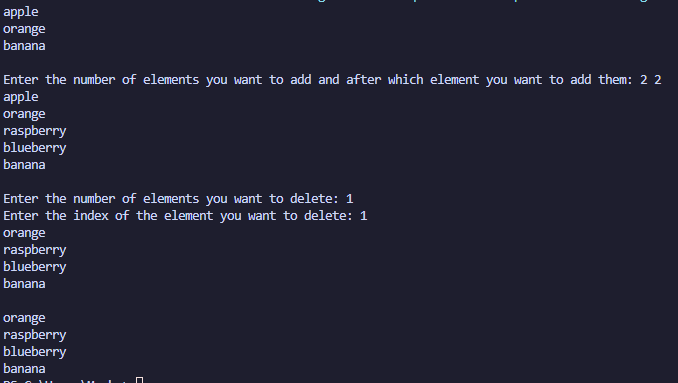 apple
orange
banana
Enter the number of elements you want to add and after which element you want to add them: 2 2
apple
orange
raspberry
blueberry
banana
Enter the number of elements you want to delete: 1
Enter the index of the element you want to delete: 1
orange
raspberry
blueberry
banana
orange
raspberry
blueberry
banana